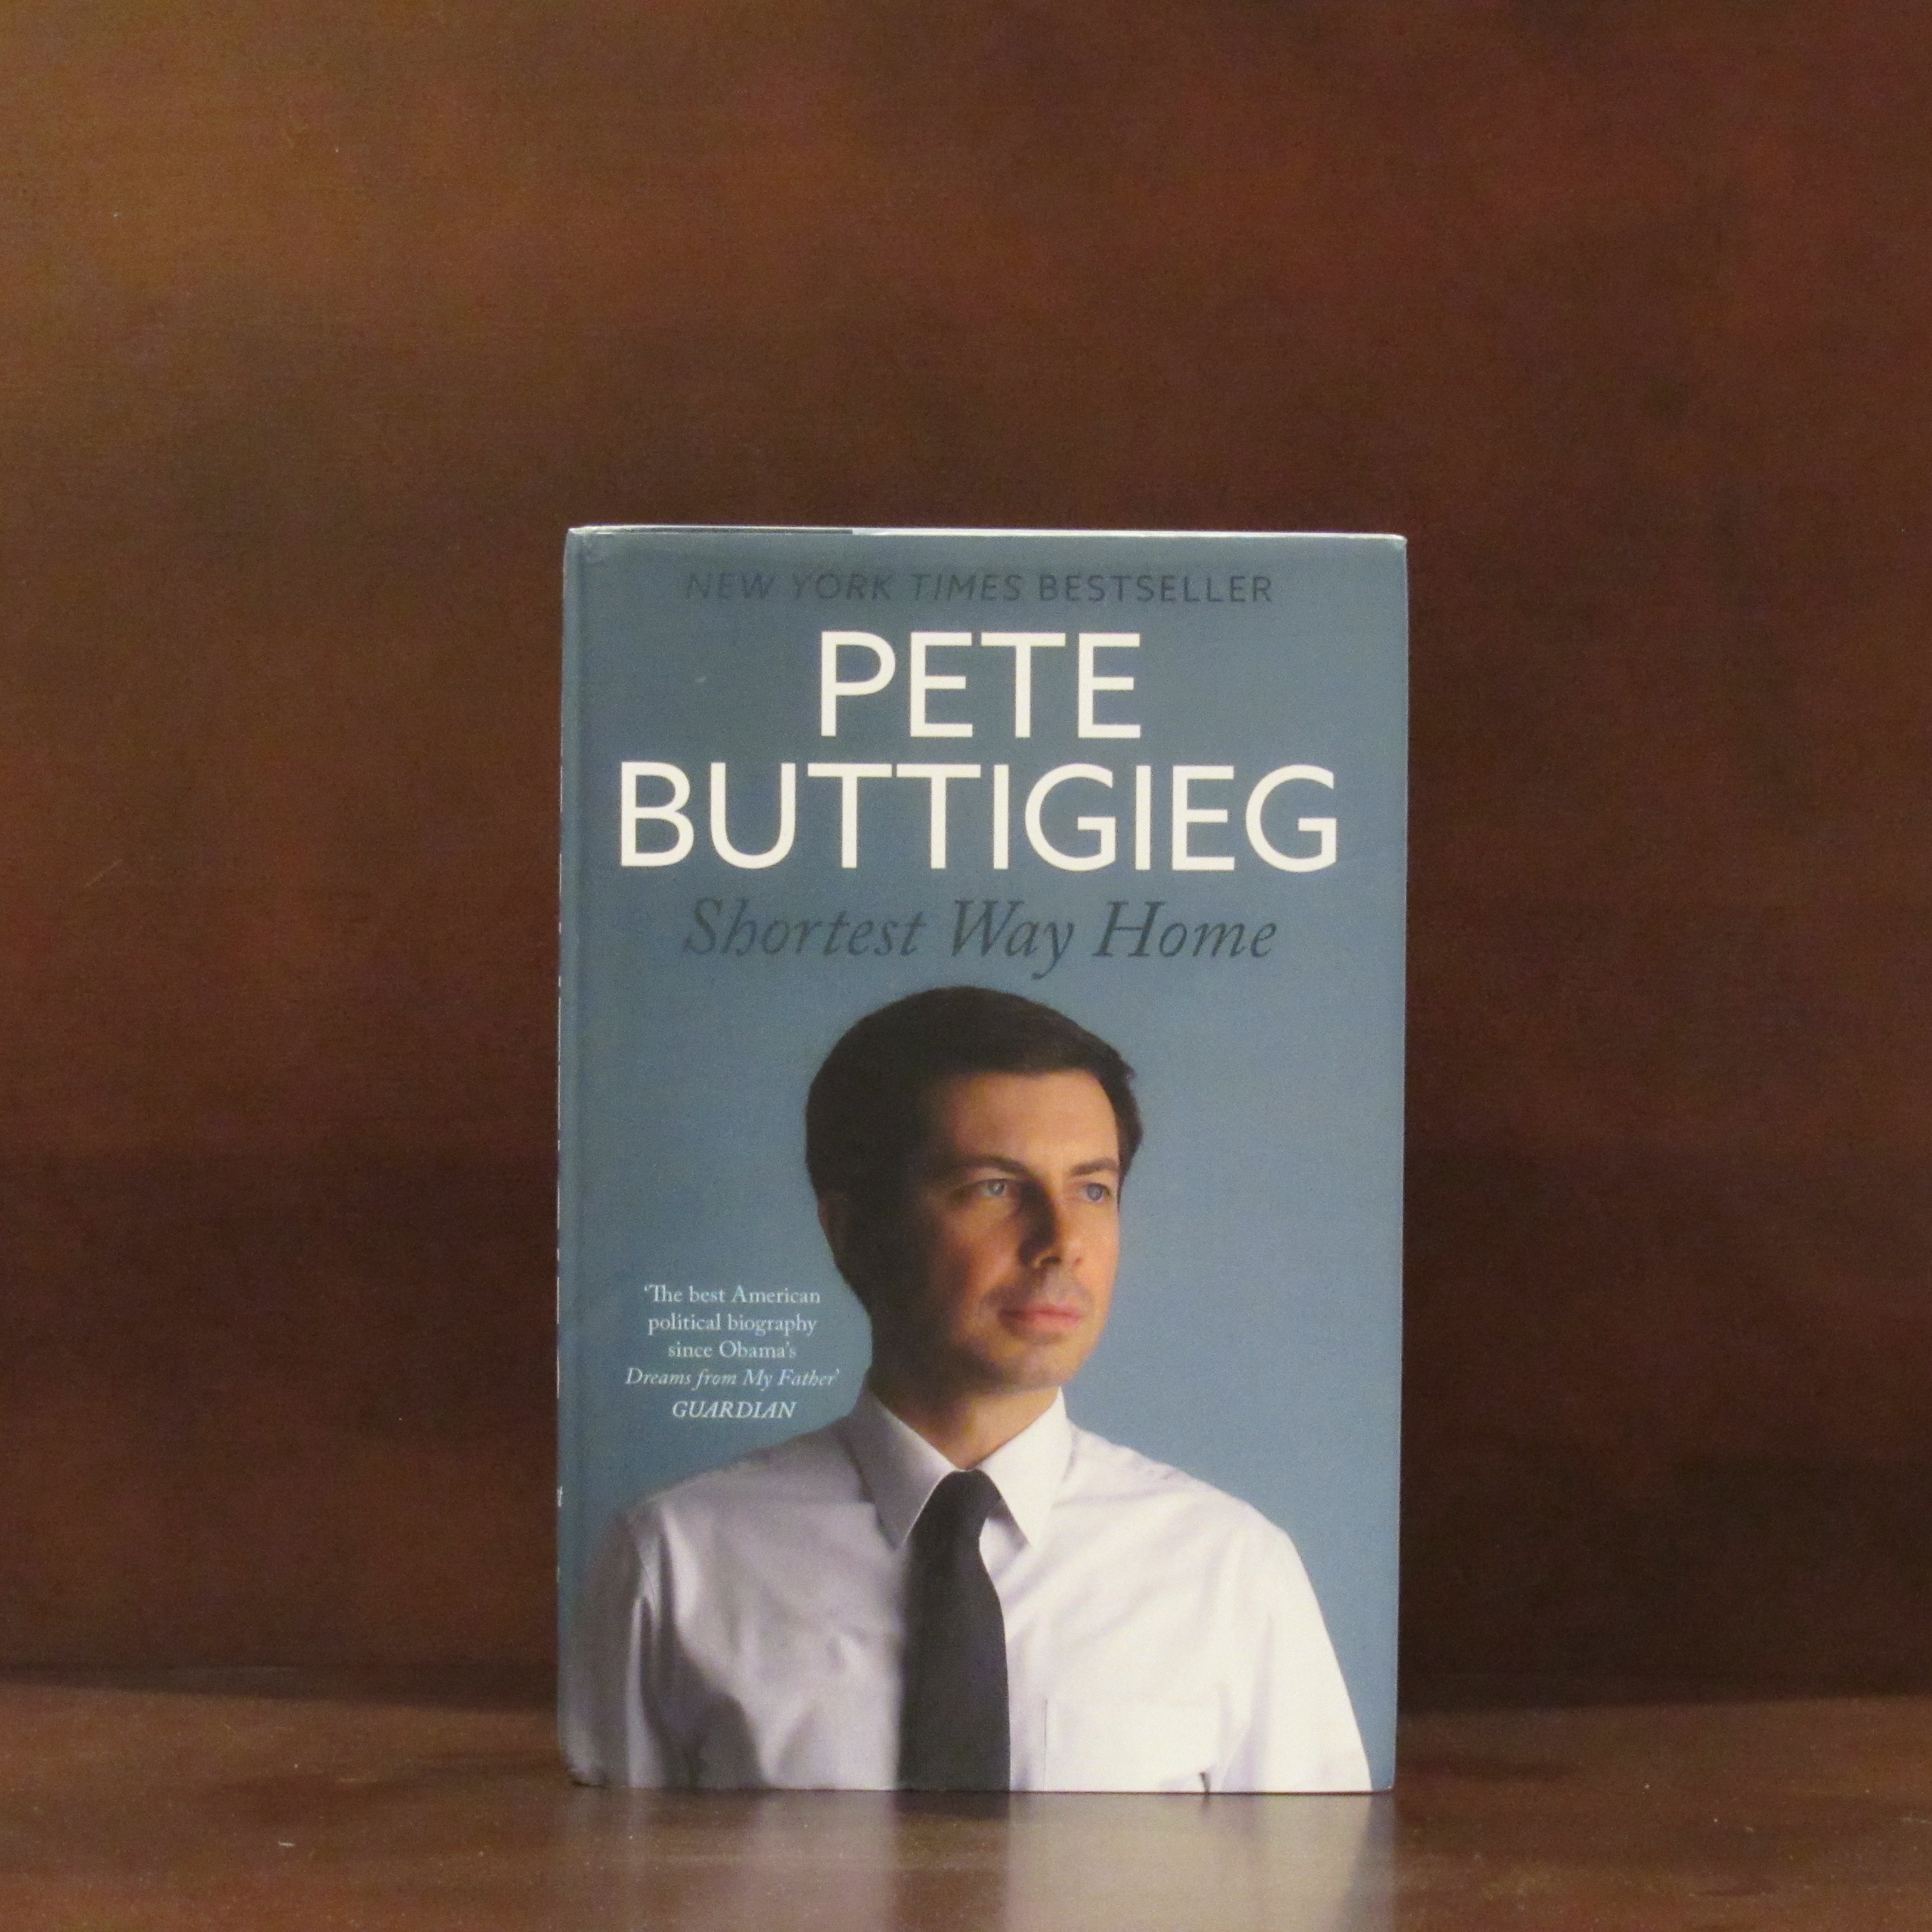 NEW YORK TIMES BESTSELLER
PETE
BUTTIGIEG
Shortest Way Home
‘The best American
political biography
since Obama’s
Dreams from My Father’
GUARDIAN